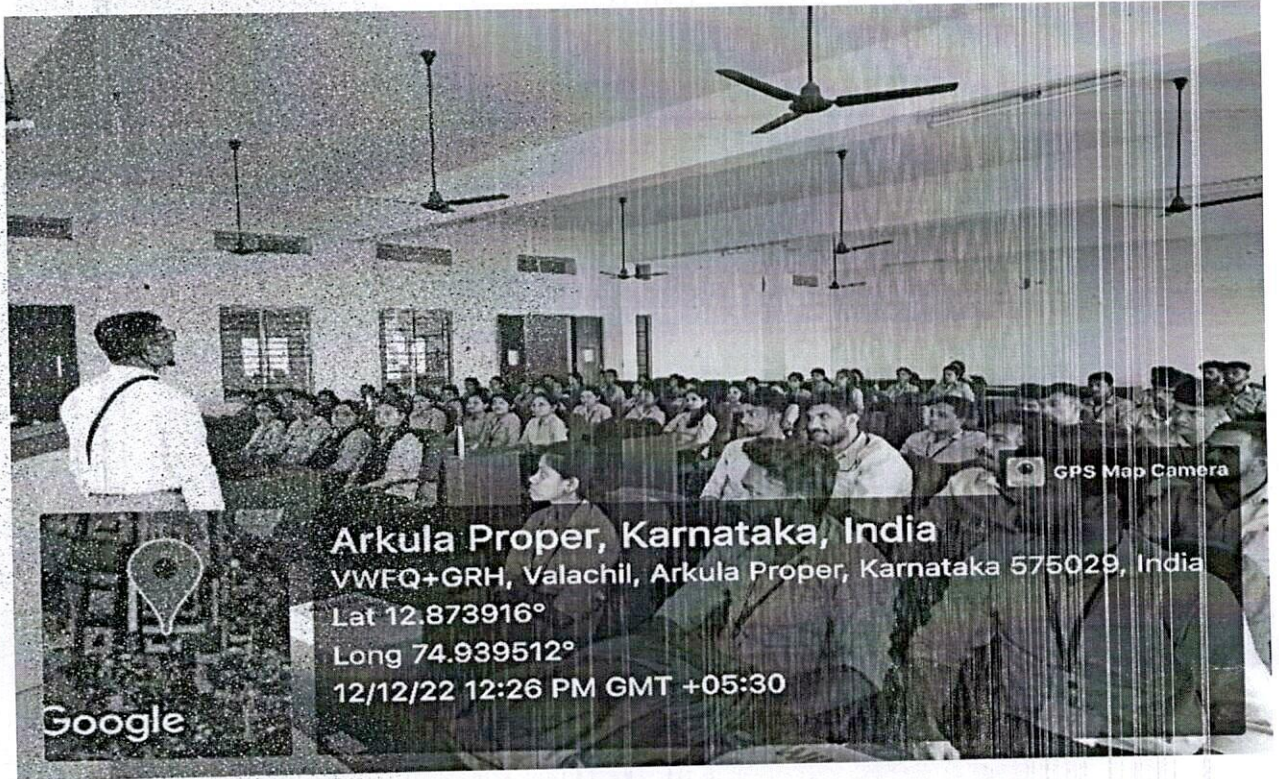 GPS Map Camera
Arkula Proper, Karnataka, India
VWFQ+GRH, Valachil, Arkula Proper, Karnataka 575029, India
Lat 12.873916°
Long 74.939512°
12/12/22 12:26 PM GMT +05:30
Google